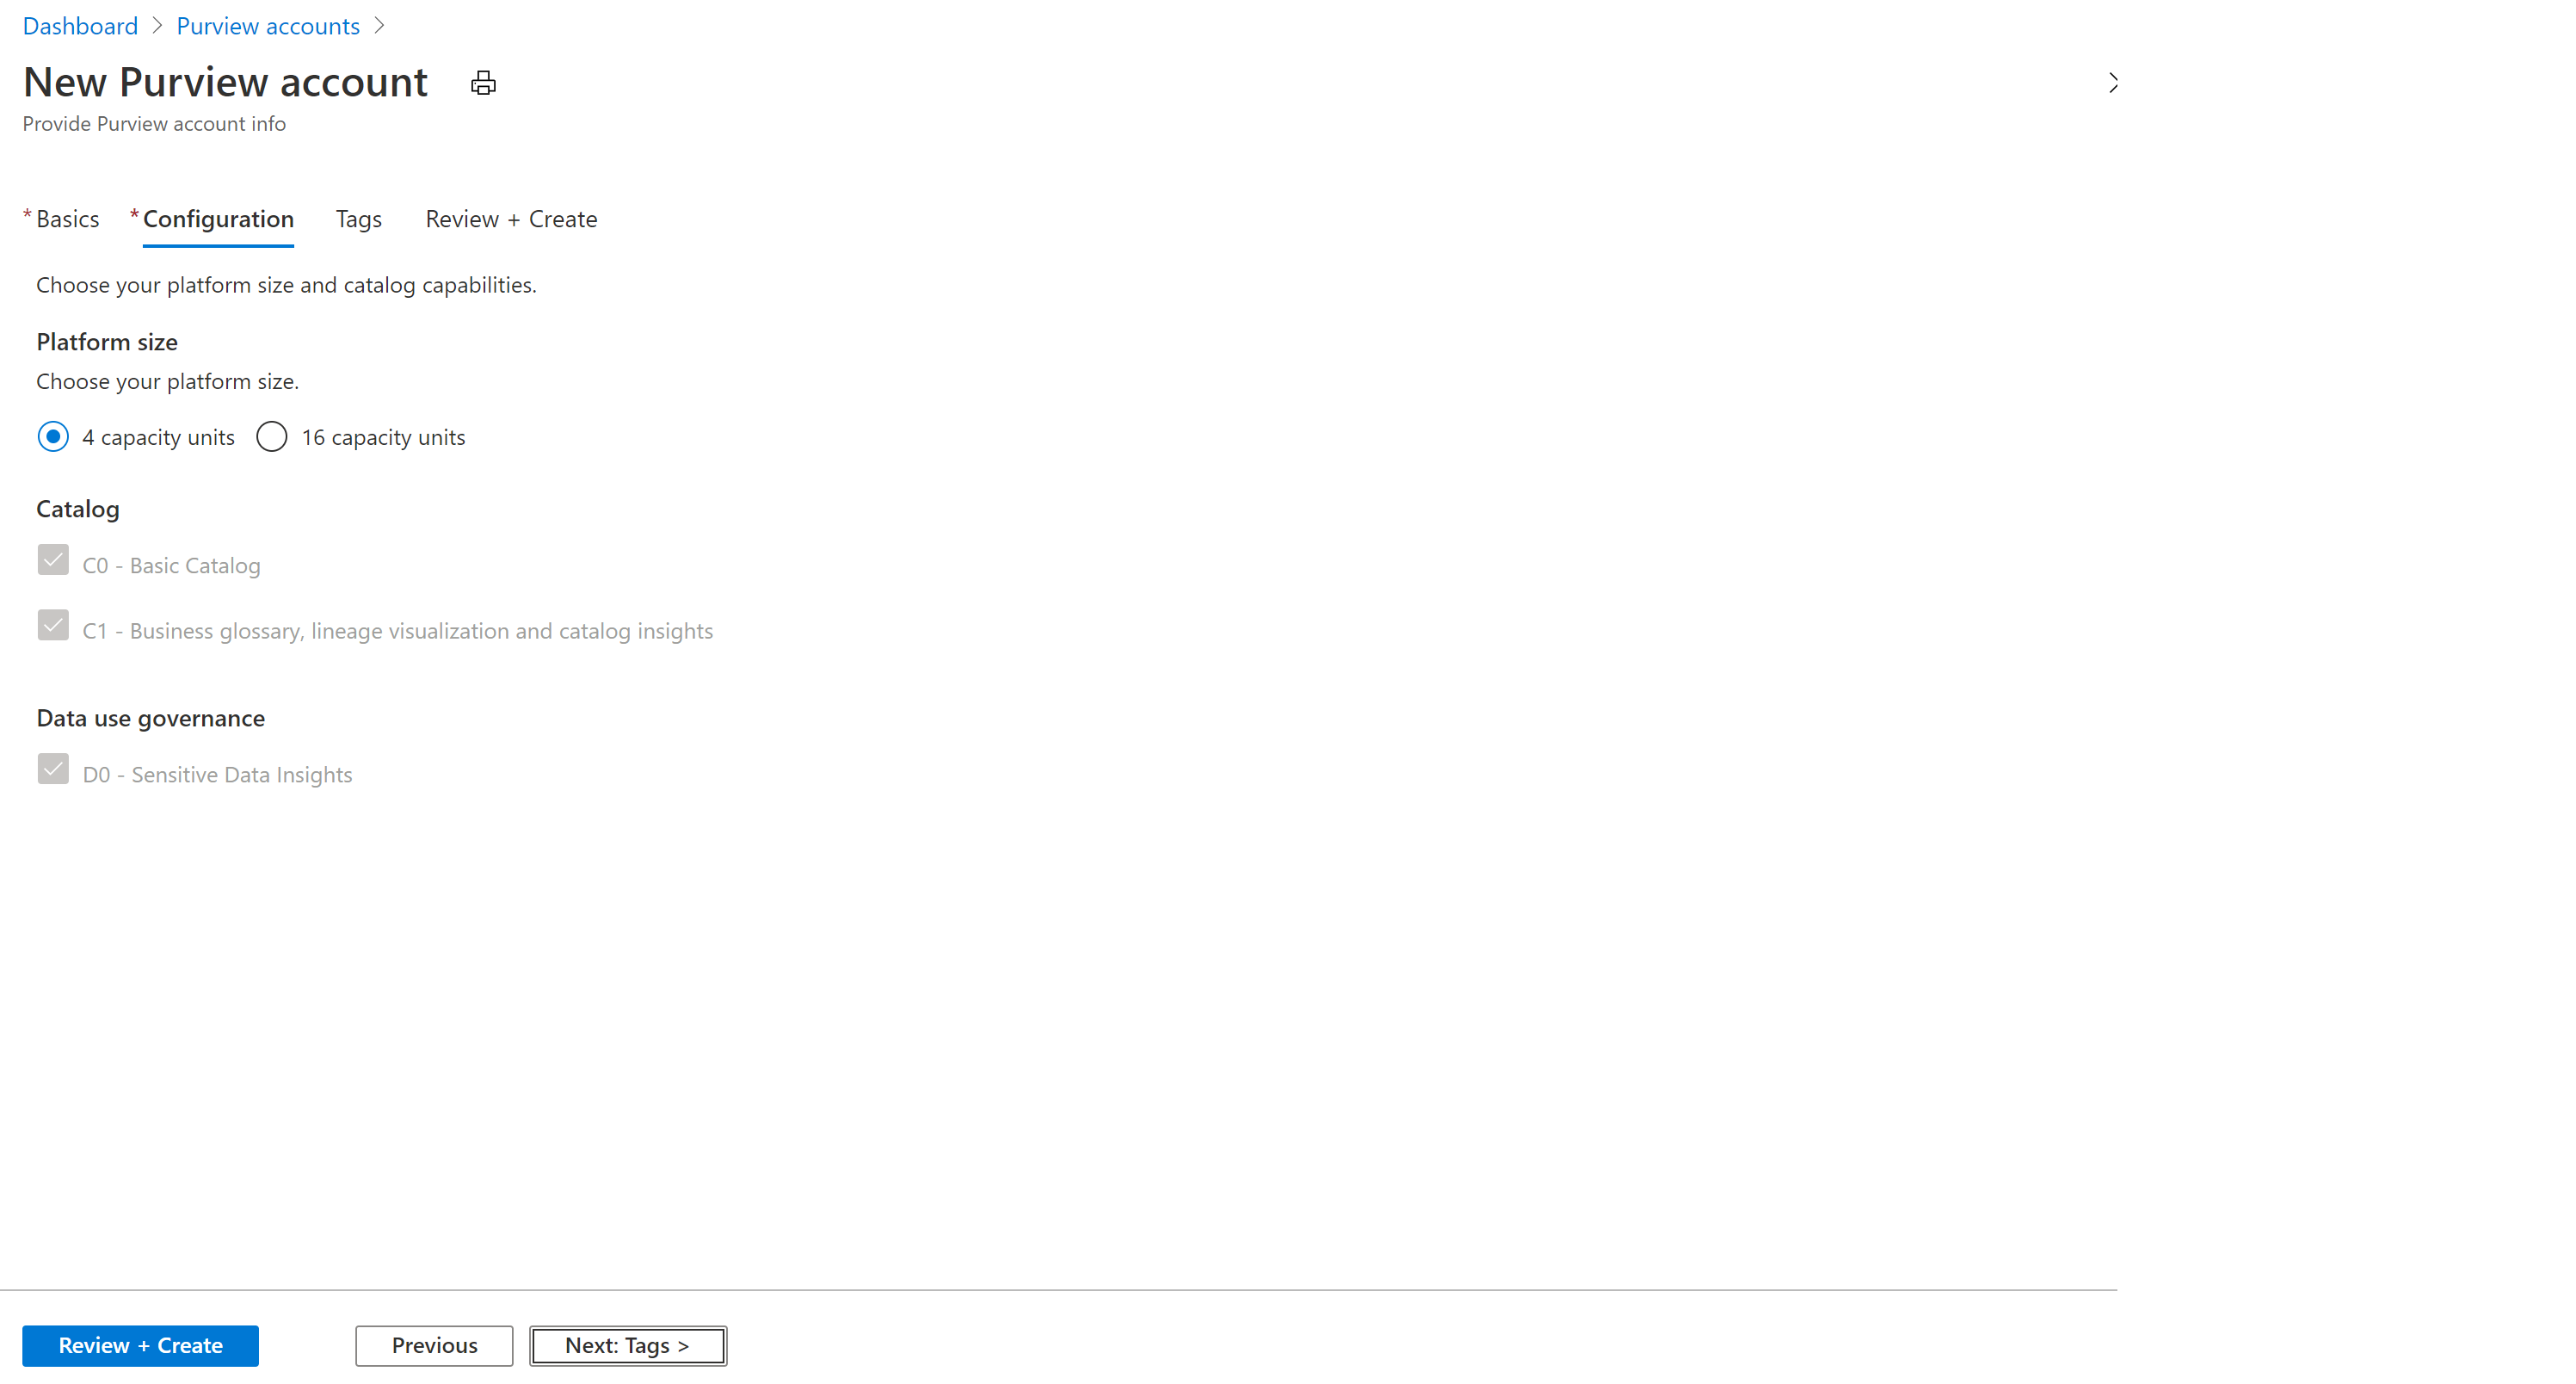 Dashboard > Purview accounts >
New Purview account
Provide Purview account info
* Basics * Configuration Tags Review + Create
Choose your platform size and catalog capabilities.
Platform size
Choose your platform size.
4 capacity units 16 capacity units
Catalog
C0 - Basic Catalog
C1 - Business glossary, lineage visualization and catalog insights
Data use governance
D0 - Sensitive Data Insights
Review + Create Previous Next: Tags >